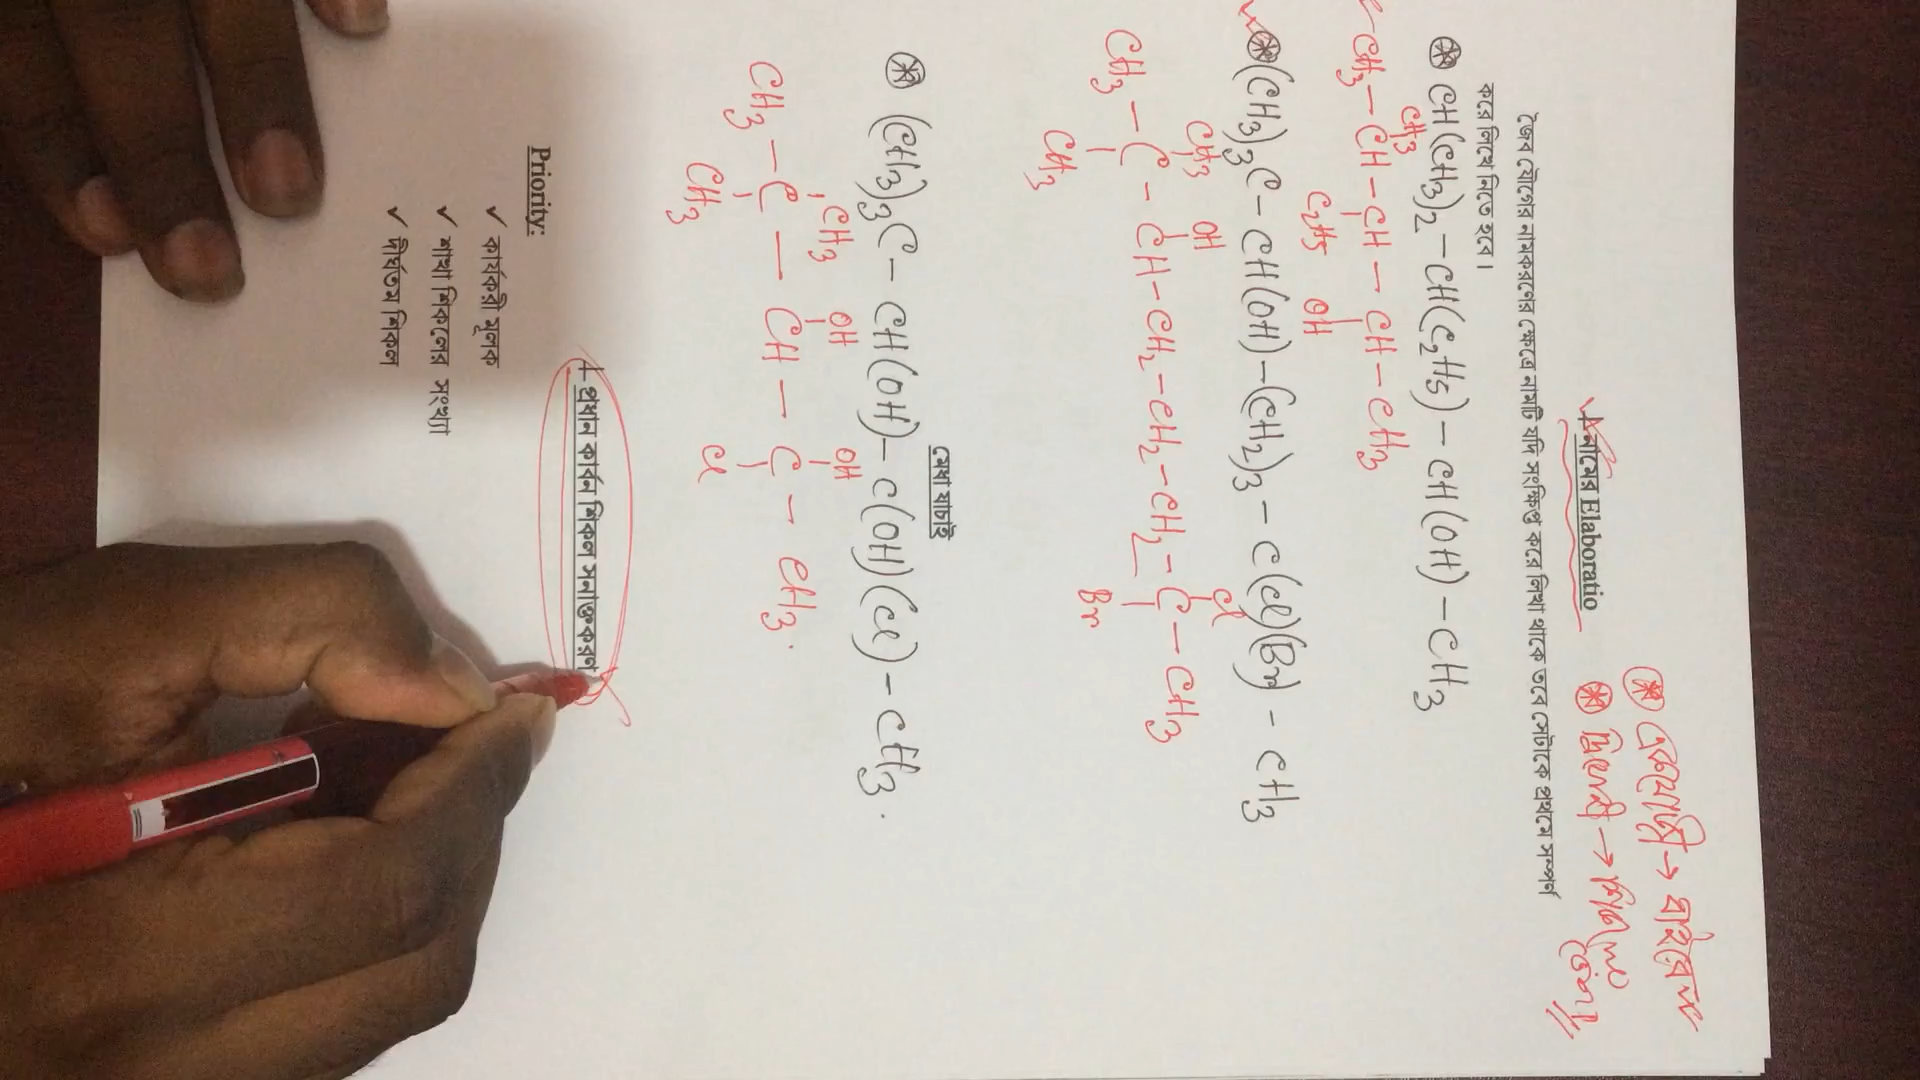 নামের Elaboratio
একযোজী → ব্রাকেটে
জৈব যৌগের নামকরণের ক্ষেত্রে নামটি যদি সংক্ষিপ্ত করে লিখা থাকে তবে সেটাকে প্রথমে সম্পূর্ণ
করে লিখে নিতে হবে।
CH(CH3)2 – CH(C2H5) – CH(OH) – CH3
CH3
CH3 – CH – CH – CH – CH3
C2H5 OH
(CH3)3C – CH(OH) – (CH2)3 – C(Cl)(Br) – CH3
CH3 OH Cl
CH3 – C – CH – CH2 – CH2 – CH2 – C – CH3
CH3 Br
মেধা যাচাই
(CH3)3C – CH(OH) – C(OH)(Cl) – CH3.
CH3 OH OH
CH3 – C – CH – C – CH3.
CH3 Cl
প্রধান কার্বন শিকল সনাক্তকরণ
Priority:
✓ কার্যকরী মূলক
✓ শাখা শিকলের সংখ্যা
✓ দীর্ঘতম শিকল